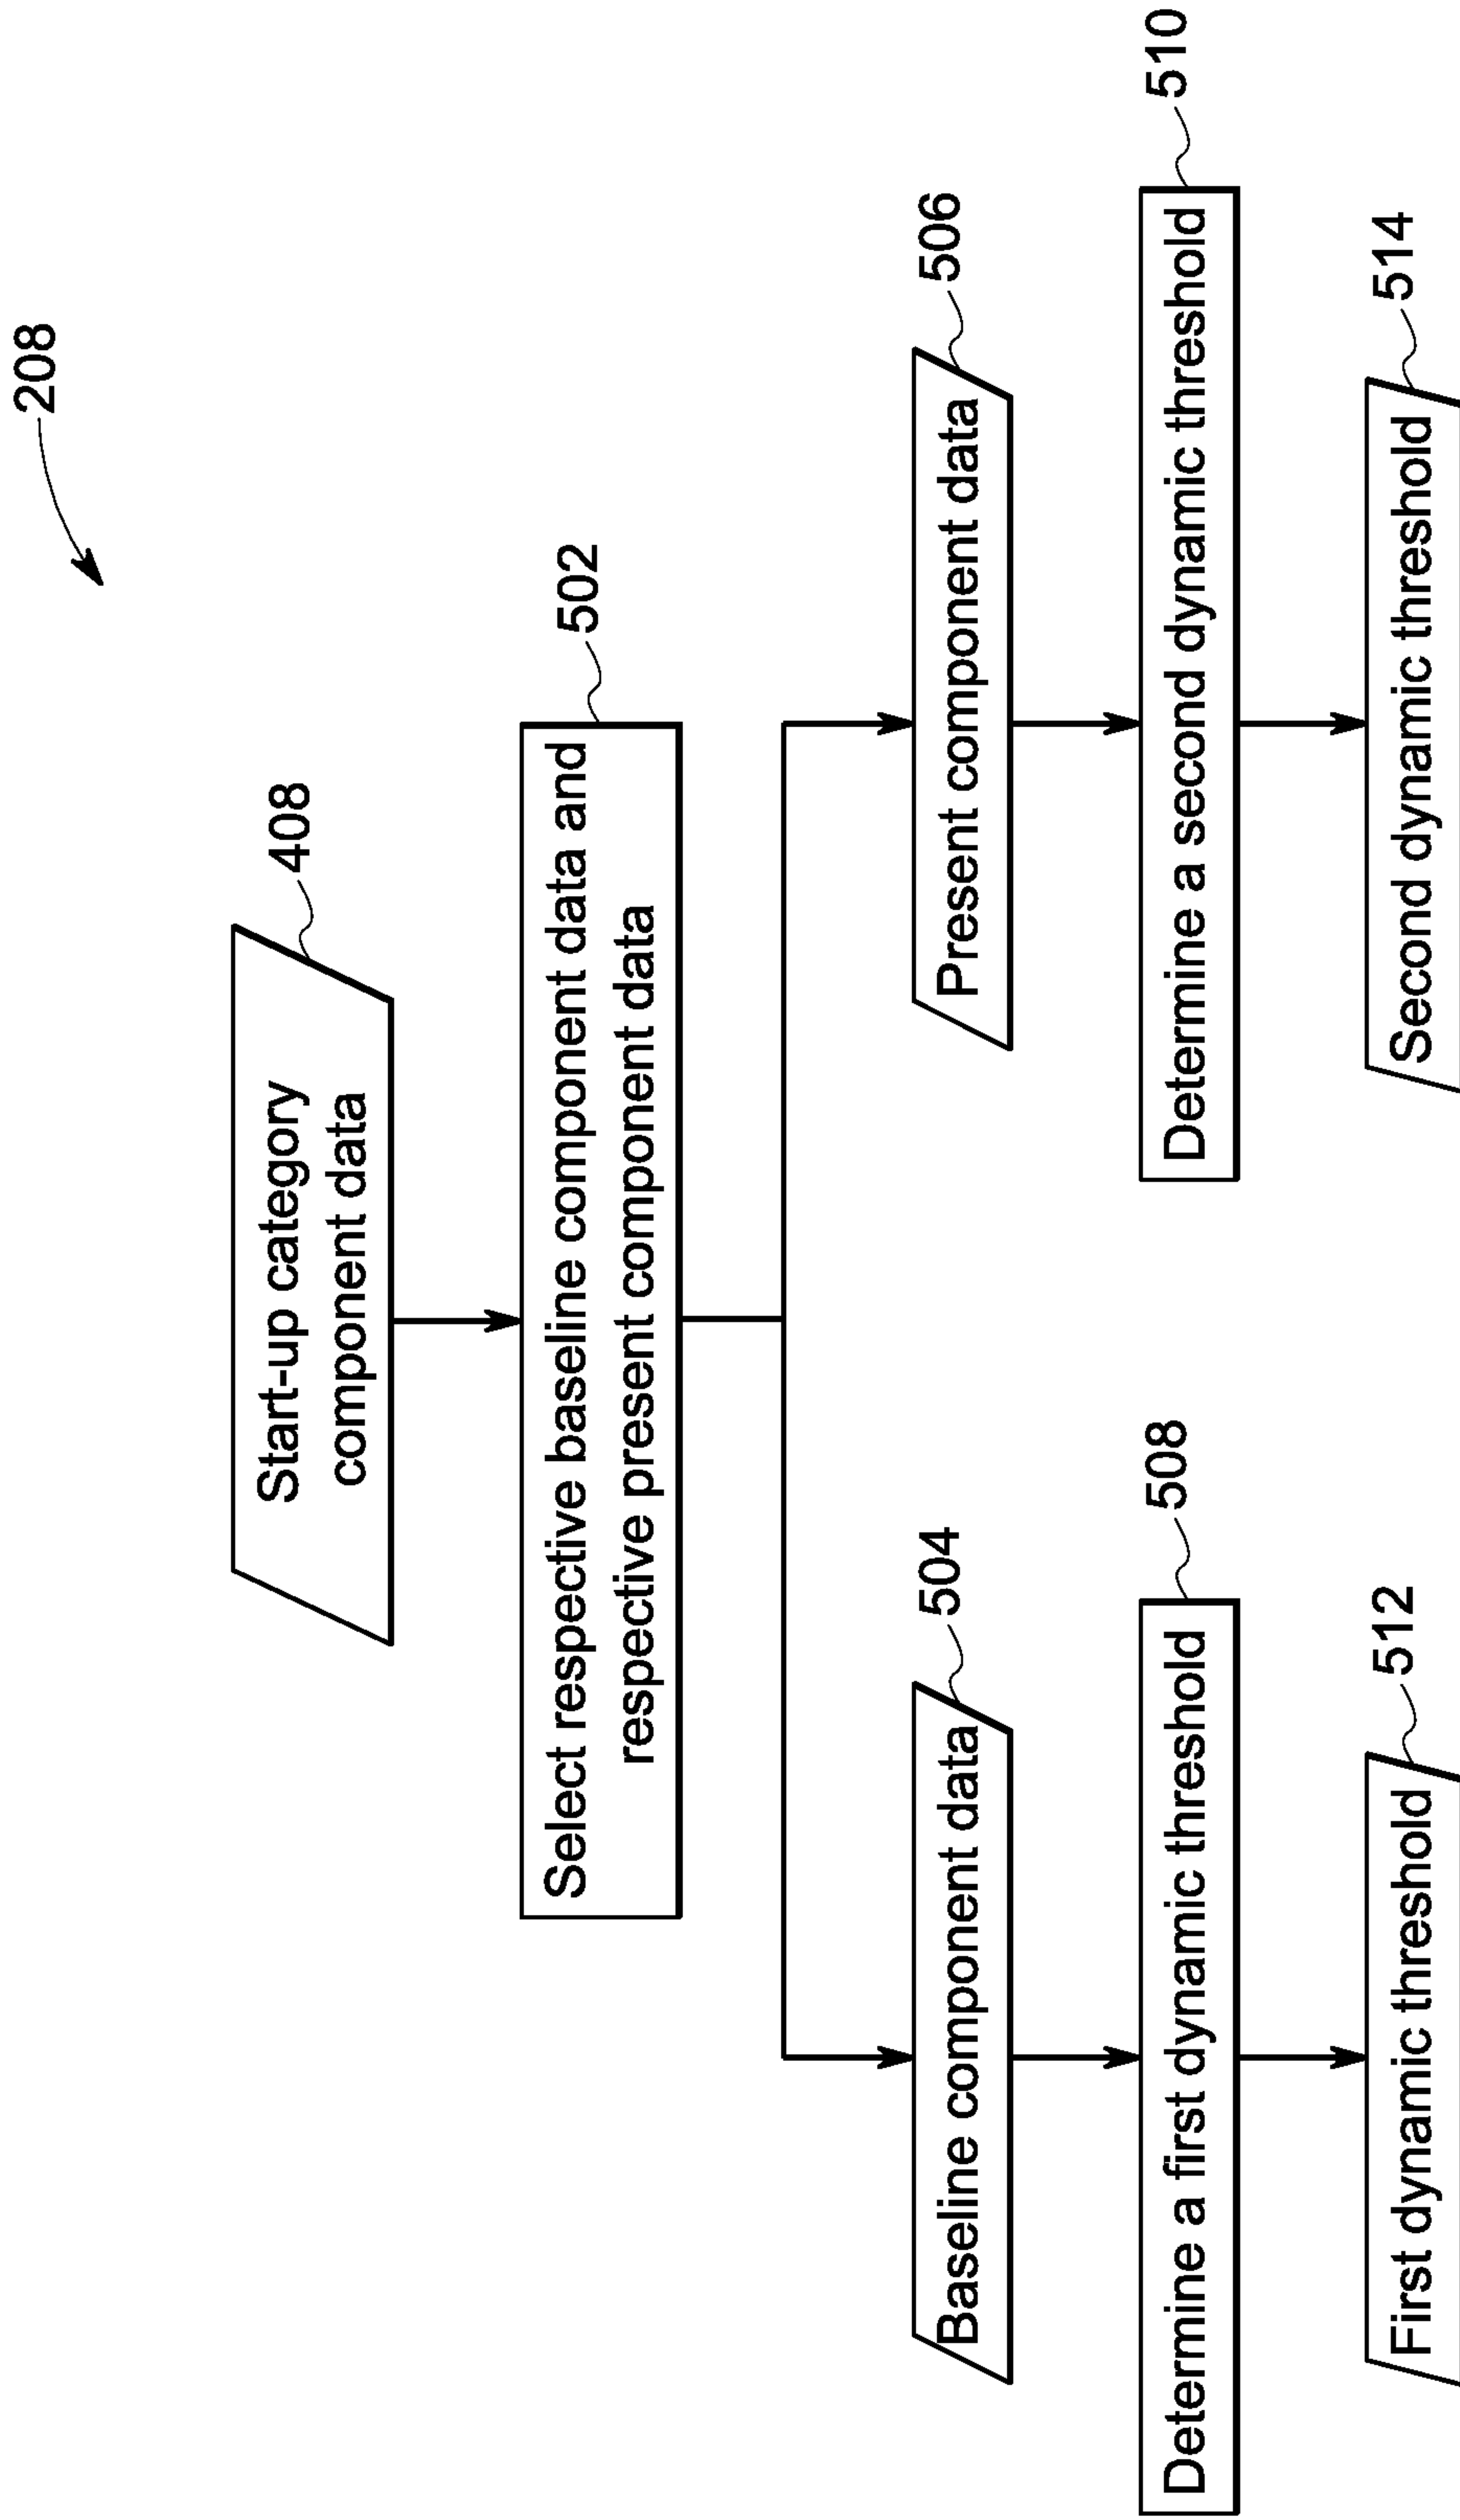 208
Start-up category
component data
408
Select respective baseline component data and
respective present component data
502
Baseline component data
504
Present component data
506
Determine a first dynamic threshold
508
Determine a second dynamic threshold
510
First dynamic threshold
512
Second dynamic threshold
514